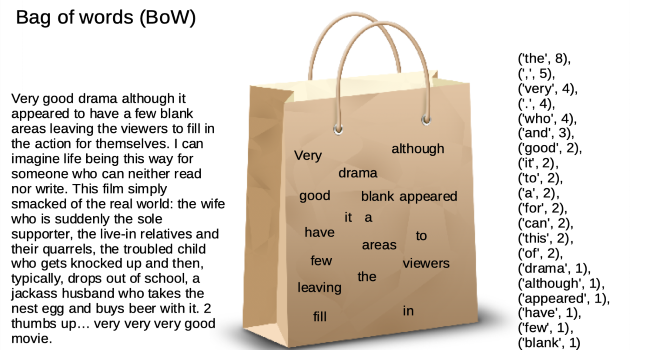 Bag of words (BoW)
Very good drama although it
appeared to have a few blank
areas leaving the viewers to fill in
the action for themselves. I can
imagine life being this way for
someone who can neither read
nor write. This film simply
smacked of the real world: the wife
who is suddenly the sole
supporter, the live-in relatives and
their quarrels, the troubled child
who gets knocked up and then,
typically, drops out of school, a
jackass husband who takes the
nest egg and buys beer with it. 2
thumbs up... very very very good
movie.
Very although
drama
good blank appeared
it a
have to
areas
few viewers
the
leaving
fill in
('the', 8),
(',', 5),
('very', 4),
('.', 4),
('who', 4),
('and', 3),
('good', 2),
('it', 2),
('to', 2),
('a', 2),
('for', 2),
('can', 2),
('this', 2),
('of', 2),
('drama', 1),
('although', 1),
('appeared', 1),
('have', 1),
('few', 1),
('blank', 1)